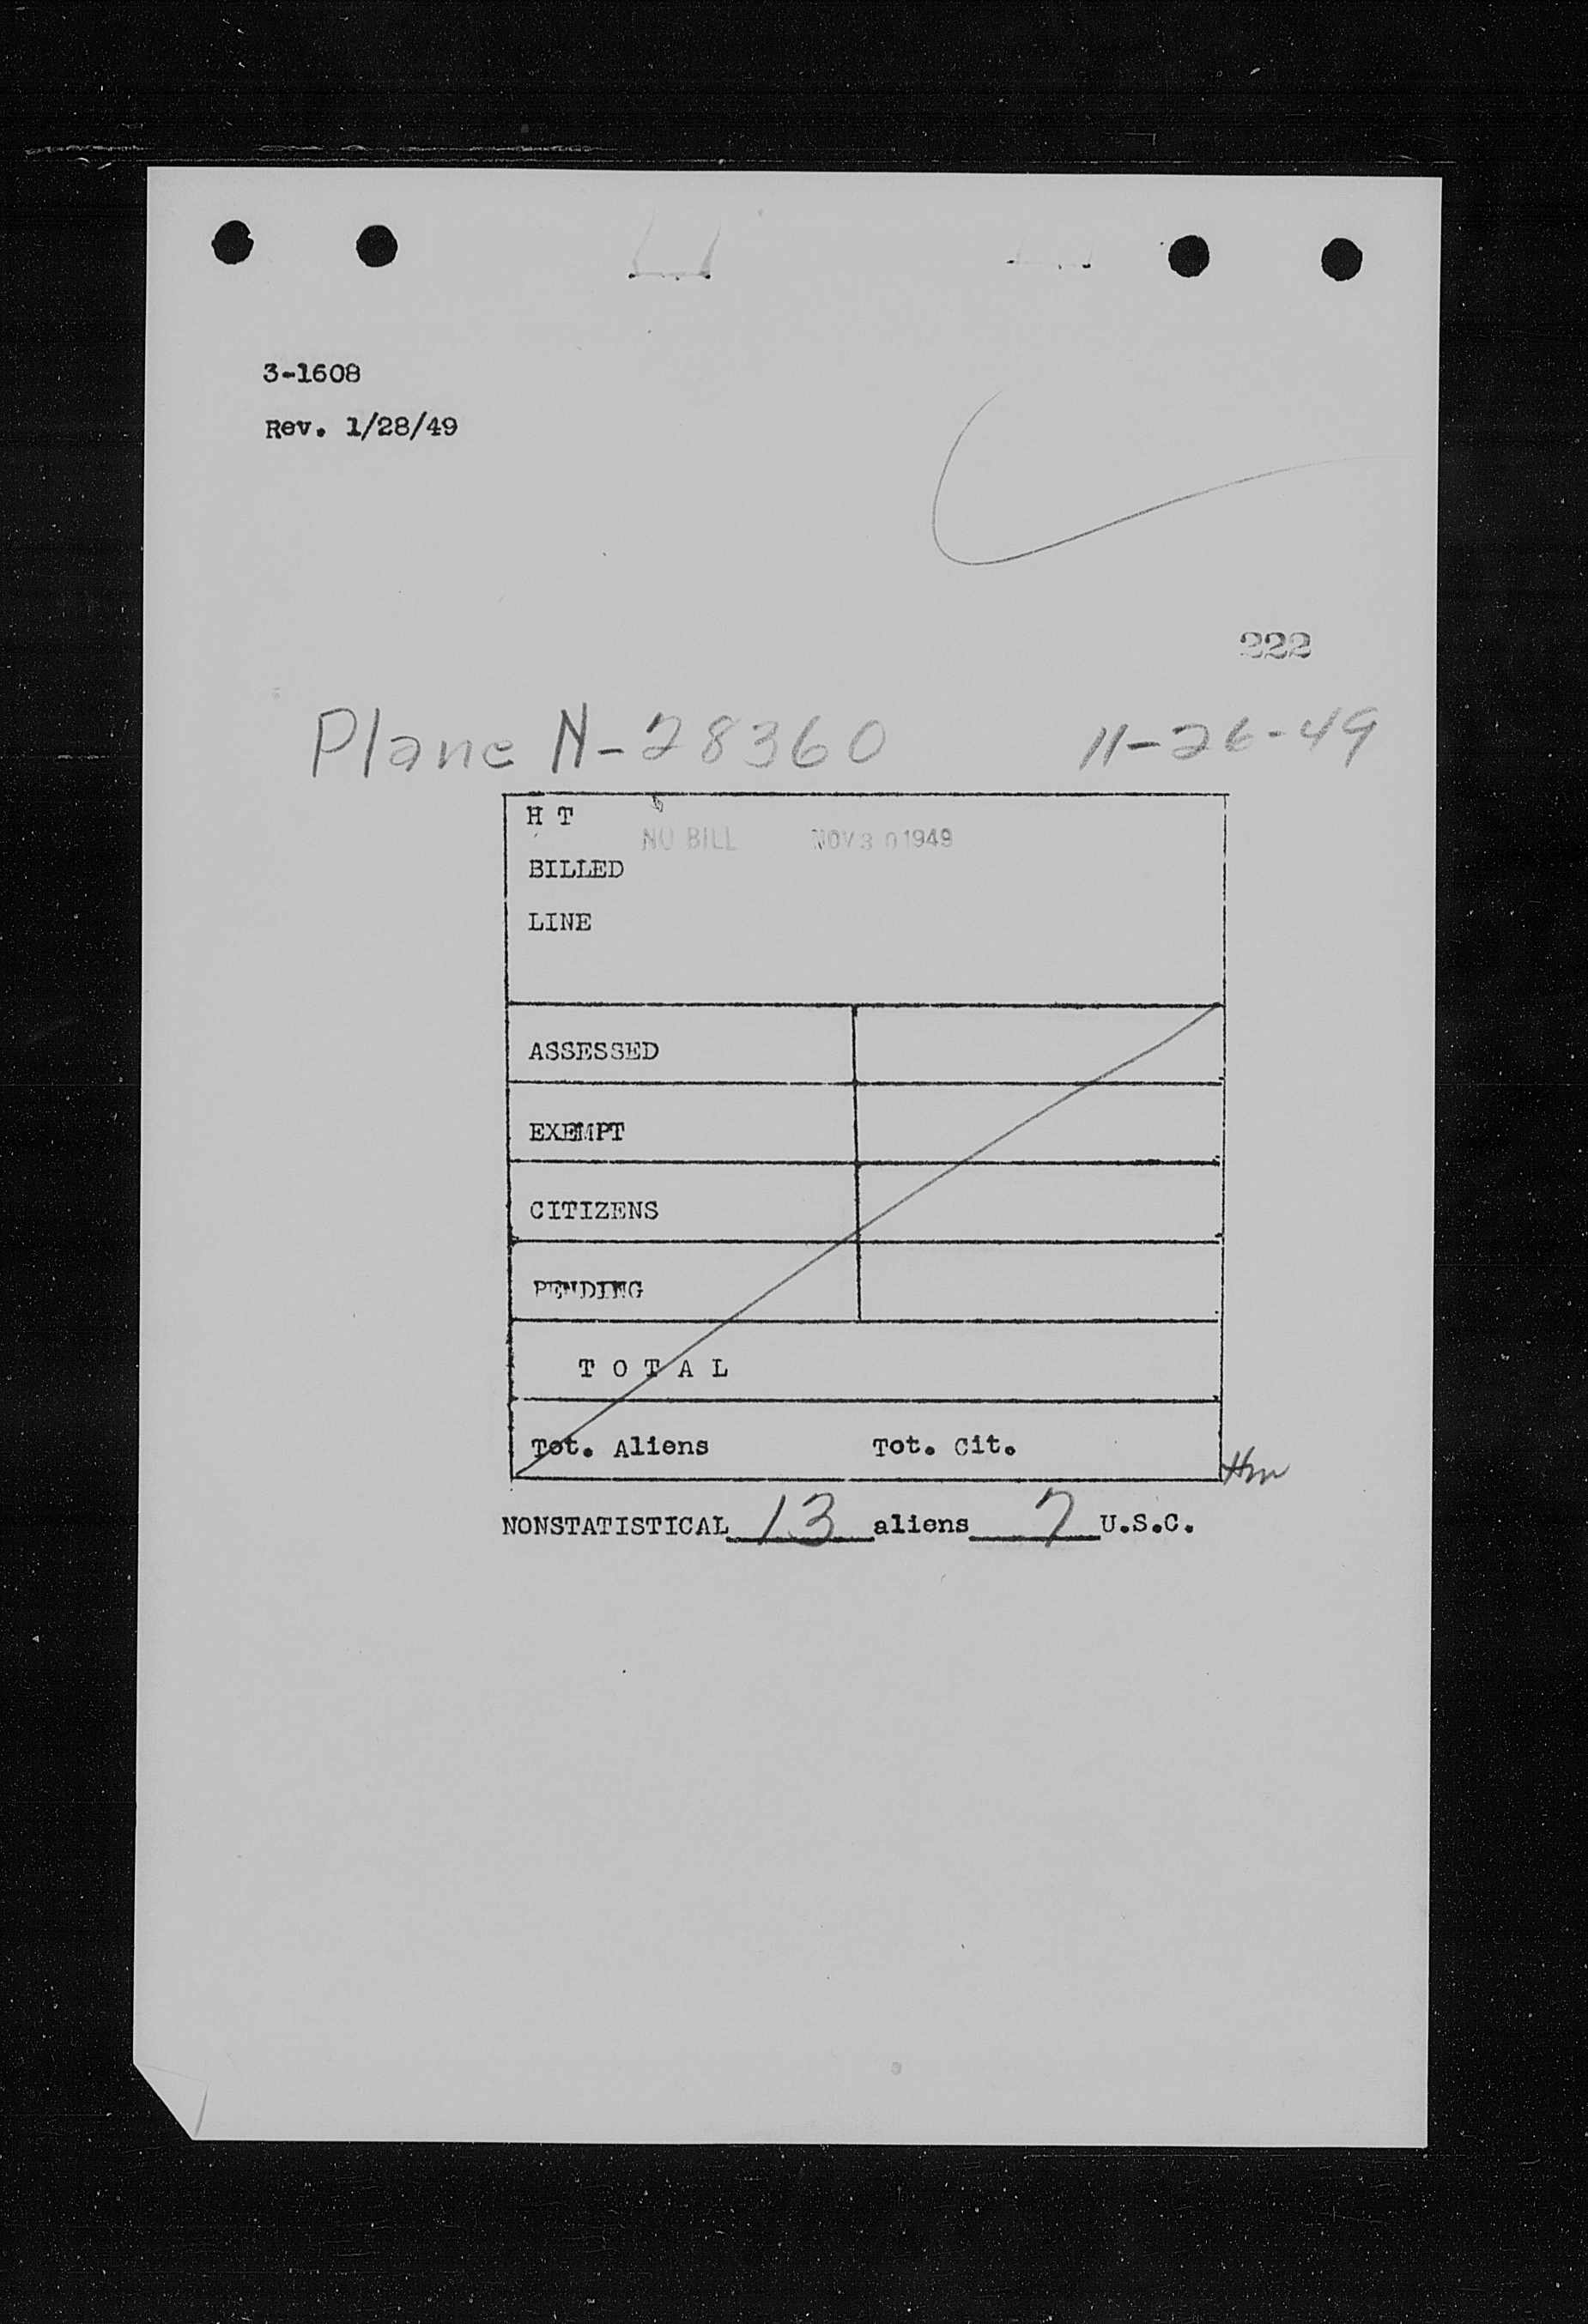 3-1608
Rev. 1/28/49
222
Plane N-28360 11-26-49
H T
NO BILL NOV 30 1949
BILLED
LINE
ASSESSED
EXEMPT
CITIZENS
PENDING
T O T A L
Tot. Aliens Tot. Cit.
NONSTATISTICAL 13 aliens 7 U.S.C.